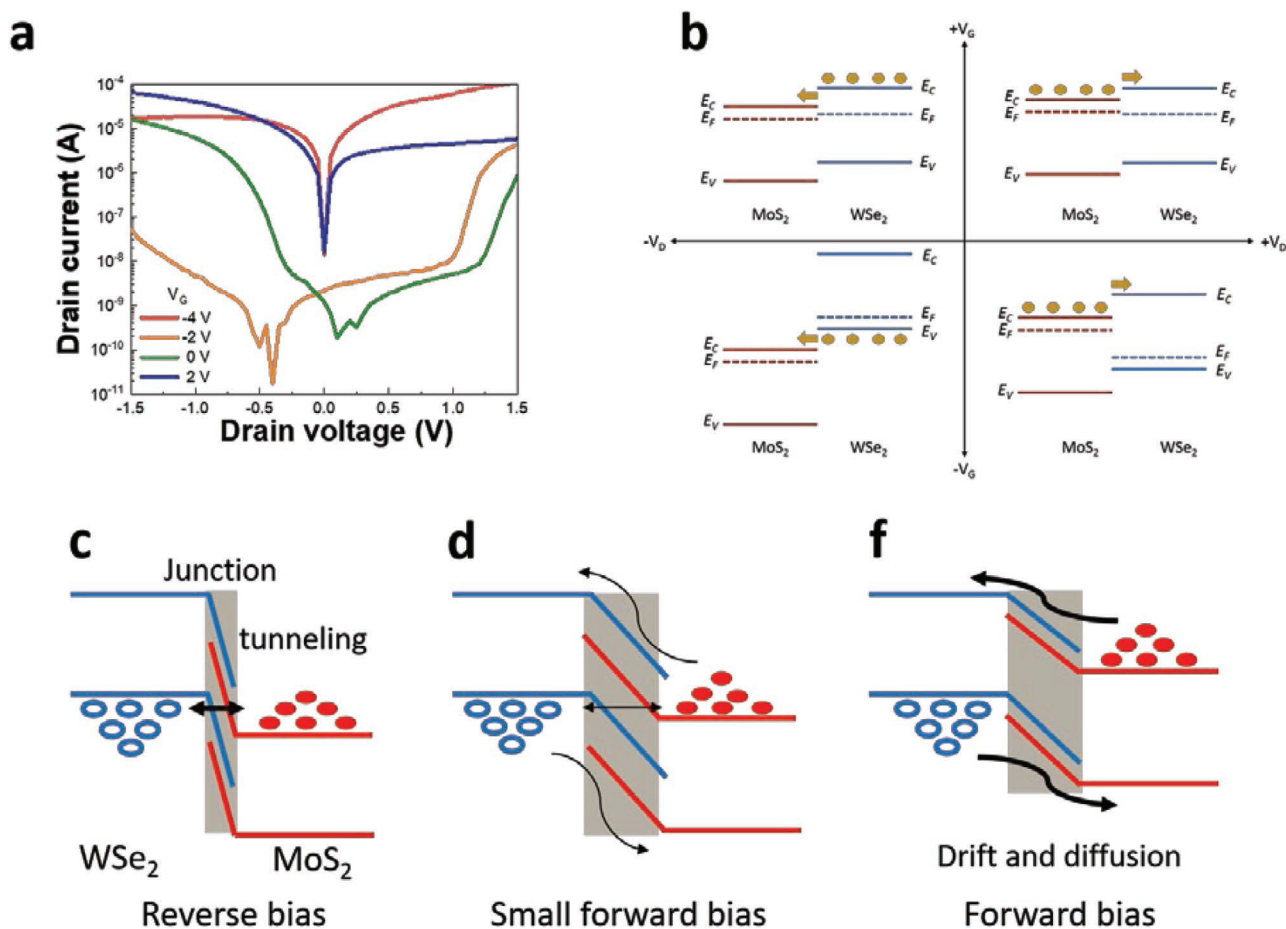 a
Drain current (A)
10⁻⁴
10⁻⁵
10⁻⁶
10⁻⁷
10⁻⁸
10⁻⁹
10⁻¹⁰
10⁻¹¹
V_G
-4 V
-2 V
0 V
2 V
-1.5 -1.0 -0.5 0.0 0.5 1.0 1.5
Drain voltage (V)
b
+V_G
E_C
E_F
E_V
E_C
E_F
E_V
MoS₂ WSe₂
E_C
E_F
E_V
E_C
E_F
E_V
MoS₂ WSe₂
-V_D
+V_D
E_C
E_F
E_V
E_C
E_F
E_V
MoS₂ WSe₂
E_C
E_F
E_V
E_C
E_F
E_V
MoS₂ WSe₂
-V_G
c
Junction
tunneling
WSe₂ MoS₂
Reverse bias
d
Small forward bias
f
Drift and diffusion
Forward bias